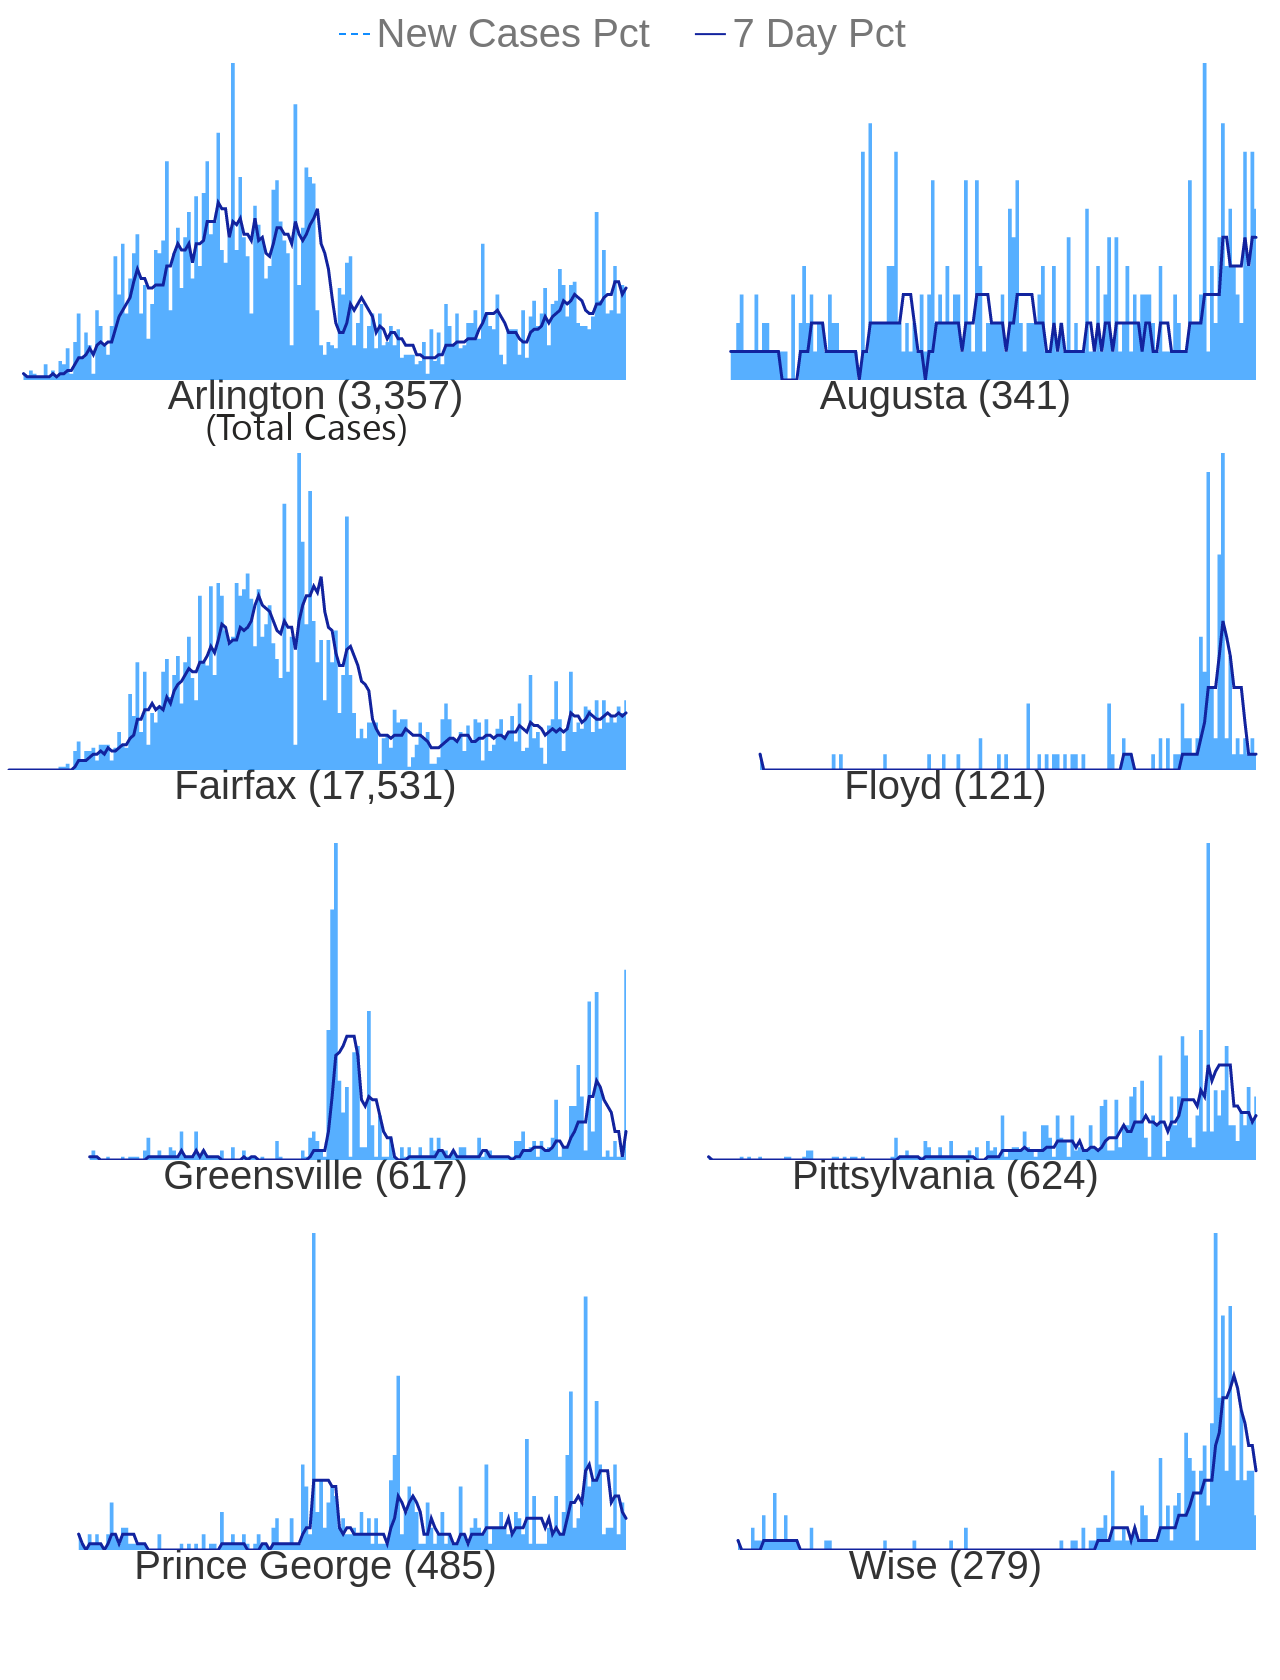 New Cases Pct 7 Day Pct
Arlington (3,357) Augusta (341)
(Total Cases)
Fairfax (17,531) Floyd (121)
Greensville (617) Pittsylvania (624)
Prince George (485) Wise (279)